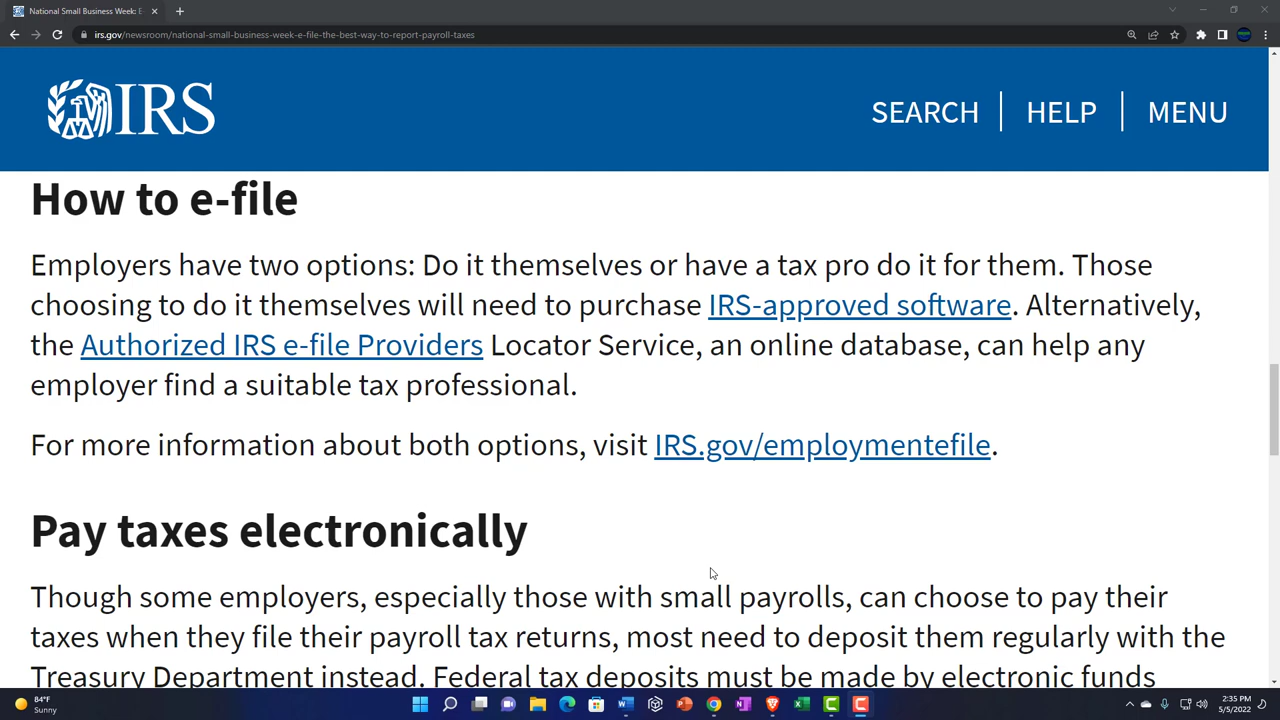 National Small Business Week: E
irs.gov/newsroom/national-small-business-week-e-file-the-best-way-to-report-payroll-taxes
IRS
SEARCH
HELP
MENU
How to e-file
Employers have two options: Do it themselves or have a tax pro do it for them. Those
choosing to do it themselves will need to purchase IRS-approved software. Alternatively,
the Authorized IRS e-file Providers Locator Service, an online database, can help any
employer find a suitable tax professional.
For more information about both options, visit IRS.gov/employmentefile.
Pay taxes electronically
Though some employers, especially those with small payrolls, can choose to pay their
taxes when they file their payroll tax returns, most need to deposit them regularly with the
Treasury Department instead. Federal tax deposits must be made by electronic funds
84°F
Sunny
2:35 PM
5/5/2022